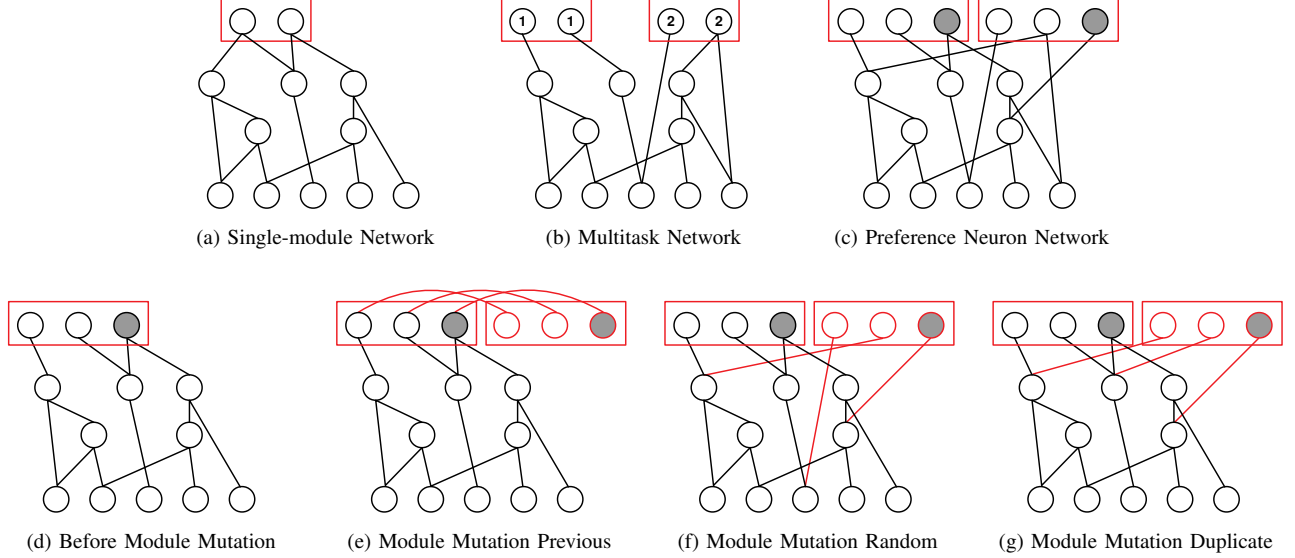 1 1 2 2
(a) Single-module Network
(b) Multitask Network
(c) Preference Neuron Network
(d) Before Module Mutation
(e) Module Mutation Previous
(f) Module Mutation Random
(g) Module Mutation Duplicate